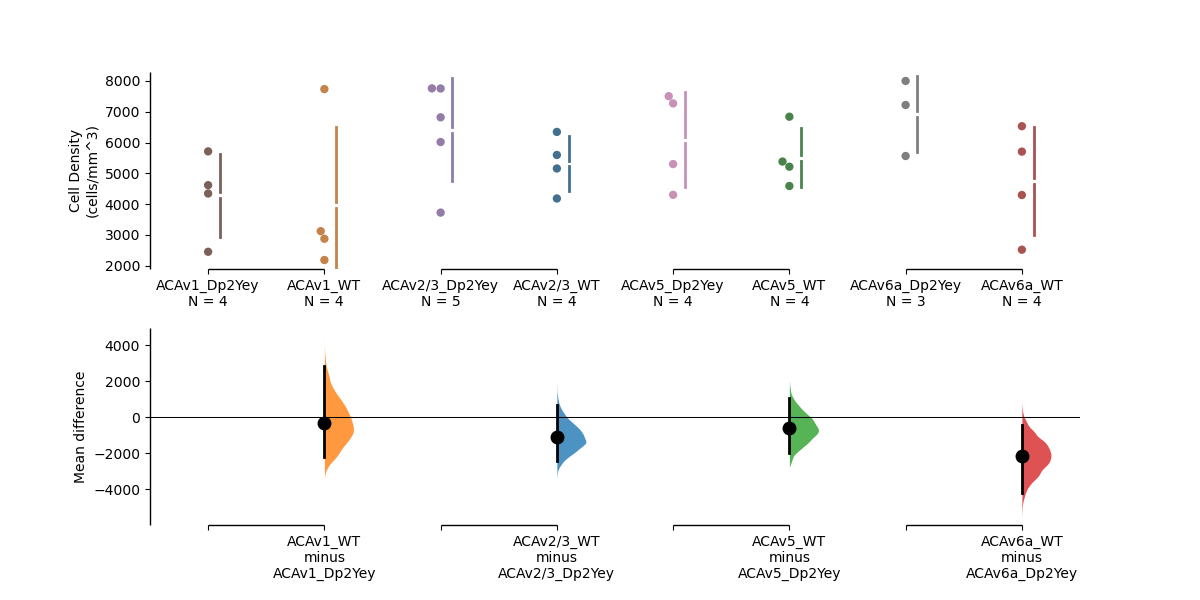 8000
7000
6000
5000
4000
3000
2000
Cell Density
(cells/mm^3)
ACAv1_Dp2Yey ACAv1_WT ACAv2/3_Dp2Yey ACAv2/3_WT ACAv5_Dp2Yey ACAv5_WT ACAv6a_Dp2Yey ACAv6a_WT
N = 4 N = 4 N = 5 N = 4 N = 4 N = 4 N = 3 N = 4
4000
2000
0
−2000
−4000
Mean difference
ACAv1_WT ACAv2/3_WT ACAv5_WT ACAv6a_WT
minus minus minus minus
ACAv1_Dp2Yey ACAv2/3_Dp2Yey ACAv5_Dp2Yey ACAv6a_Dp2Yey